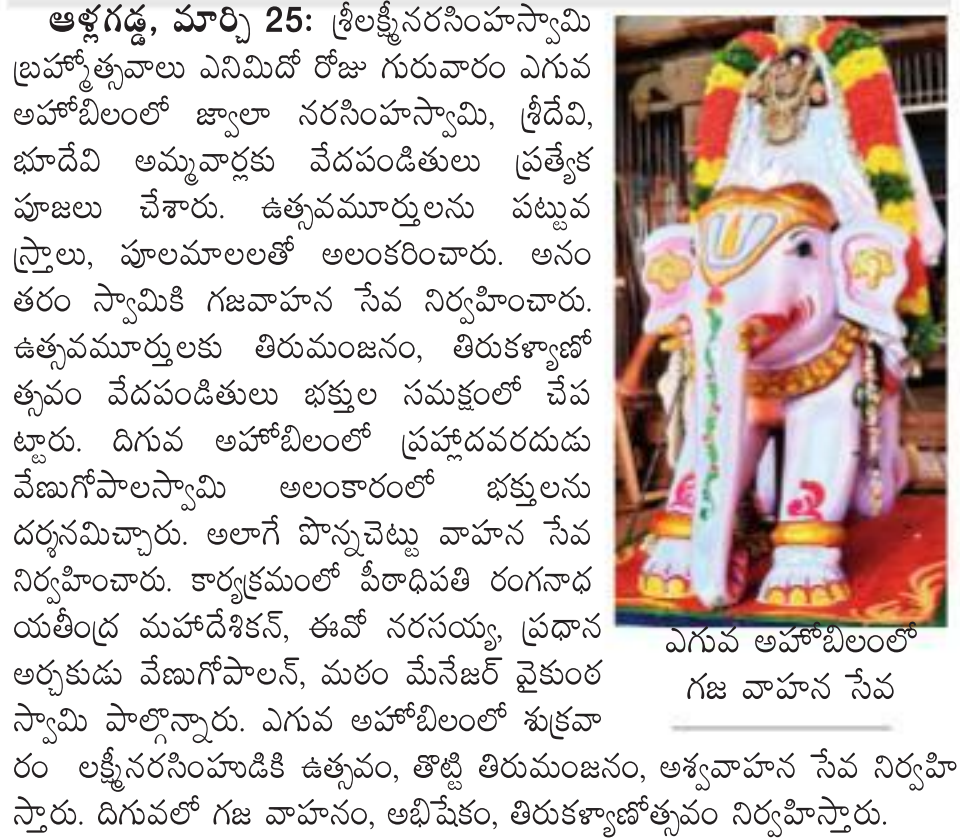 ఆళ్లగడ్డ, మార్చి 25: శ్రీలక్ష్మీనరసింహస్వామి
బ్రహ్మోత్సవాలు ఎనిమిదో రోజు గురువారం ఎగువ
అహోబిలంలో జ్వాలా నరసింహస్వామి, శ్రీదేవి,
భూదేవి అమ్మవార్లకు వేదపండితులు ప్రత్యేక
పూజలు చేశారు. ఉత్సవమూర్తులను పట్టువ
స్త్రాలు, పూలమాలలతో అలంకరించారు. అనం
తరం స్వామికి గజవాహన సేవ నిర్వహించారు.
ఉత్సవమూర్తులకు తిరుమంజనం, తిరుకళ్యాణో
త్సవం వేదపండితులు భక్తుల సమక్షంలో చేప
ట్టారు. దిగువ అహోబిలంలో ప్రహ్లాదవరదుడు
వేణుగోపాలస్వామి అలంకారంలో భక్తులను
దర్శనమిచ్చారు. అలాగే పొన్నచెట్టు వాహన సేవ
నిర్వహించారు. కార్యక్రమంలో పీఠాధిపతి రంగనాధ
యతీంద్ర మహాదేశికన్, ఈవో నరసయ్య, ప్రధాన
అర్చకుడు వేణుగోపాలన్, మఠం మేనేజర్ వైకుంఠ
స్వామి పాల్గొన్నారు. ఎగువ అహోబిలంలో శుక్రవా
రం లక్ష్మీనరసింహుడికి ఉత్సవం, తొట్టి తిరుమంజనం, అశ్వవాహన సేవ నిర్వహి
స్తారు. దిగువలో గజ వాహనం, అభిషేకం, తిరుకళ్యాణోత్సవం నిర్వహిస్తారు.
ఎగువ అహోబిలంలో
గజ వాహన సేవ